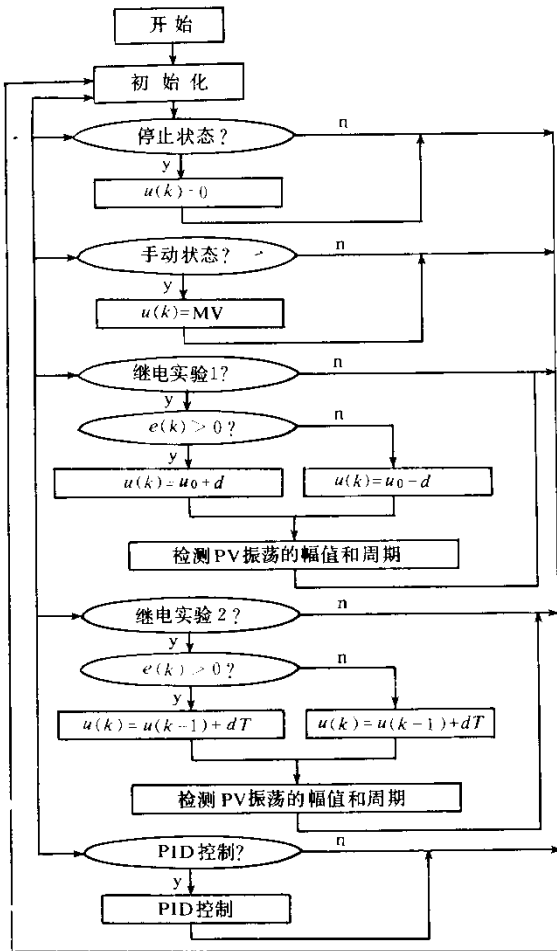 开始
初始化
停止状态?
n
y
u(k)-0
手动状态?
n
y
u(k)=MV
继电实验1?
n
y
e(k)>0?
n
y
u(k)=u₀+d
u(k)=u₀-d
检测PV振荡的幅值和周期
继电实验2?
n
y
e(k)>0?
n
y
u(k)=u(k-1)+dT
u(k)=u(k-1)+dT
检测PV振荡的幅值和周期
PID控制?
n
y
PID控制